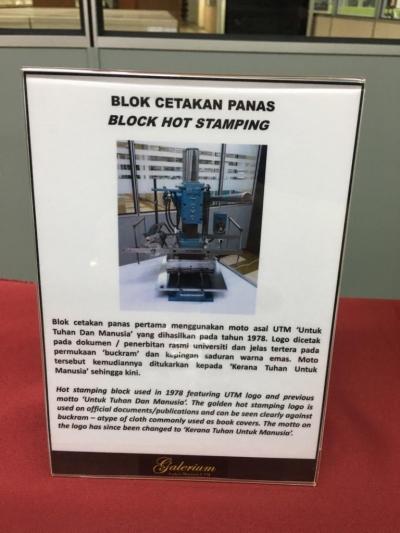 BLOK CETAKAN PANAS
BLOCK HOT STAMPING
Blok cetakan panas pertama menggunakan moto asal UTM 'Untuk
Tuhan Dan Manusia' yang dihasilkan pada tahun 1978. Logo dicetak
pada dokumen / penerbitan rasmi universiti dan jelas tertera pada
permukaan 'buckram' dan kepingan saduran warna emas. Moto
tersebut kemudiannya ditukarkan kepada 'Kerana Tuhan Untuk
Manusia' sehingga kini.
Hot stamping block used in 1978 featuring UTM logo and previous
motto 'Untuk Tuhan Dan Manusia'. The golden hot stamping logo is
used on official documents/publications and can be seen clearly against
buckram – atype of cloth commonly used as book covers. The motto on
the logo has since been changed to 'Kerana Tuhan Untuk Manusia'.
Galerium